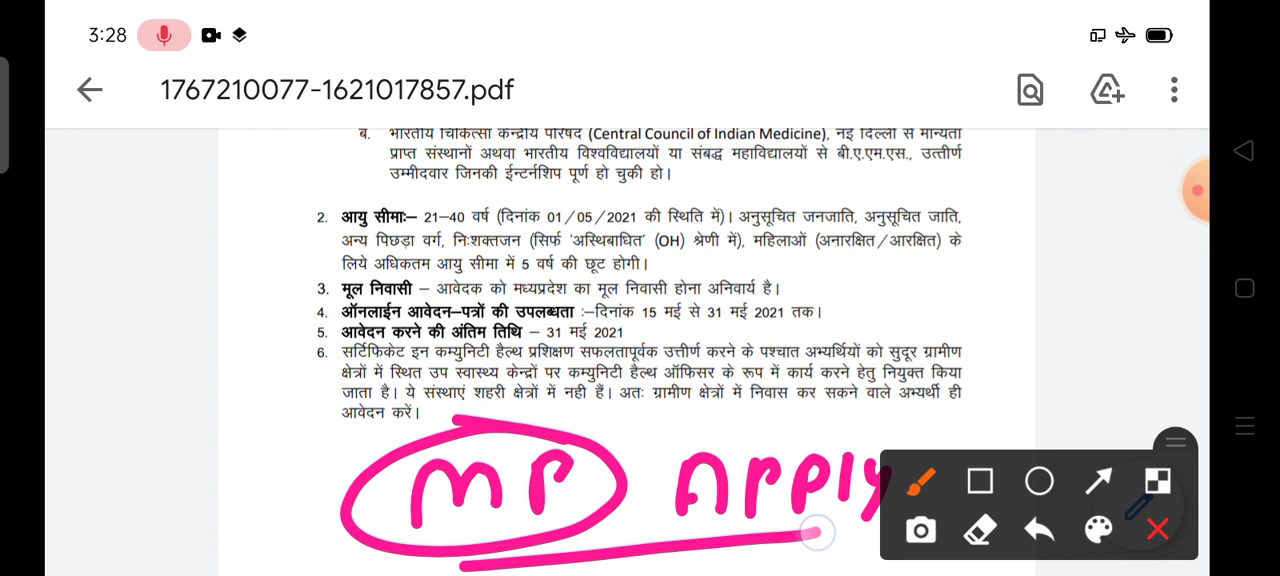 3:28
1767210077-1621017857.pdf
ब. भारतीय चिकित्सा केन्द्रीय परिषद (Central Council of Indian Medicine), नई दिल्ली से मान्यता
प्राप्त संस्थानों अथवा भारतीय विश्वविद्यालयों या संबद्ध महाविद्यालयों से बी.ए.एम.एस., उत्तीर्ण
उम्मीदवार जिनकी ईन्टर्नशिप पूर्ण हो चुकी हो।
2. आयु सीमाः– 21–40 वर्ष (दिनांक 01/05/2021 की स्थिति में)। अनुसूचित जनजाति, अनुसूचित जाति,
अन्य पिछड़ा वर्ग, निःशक्तजन (सिर्फ 'अस्थिबाधित' (OH) श्रेणी में), महिलाओं (अनारक्षित/आरक्षित) के
लिये अधिकतम आयु सीमा में 5 वर्ष की छूट होगी।
3. मूल निवासी – आवेदक को मध्यप्रदेश का मूल निवासी होना अनिवार्य है।
4. ऑनलाईन आवेदन–पत्रों की उपलब्धता :–दिनांक 15 मई से 31 मई 2021 तक।
5. आवेदन करने की अंतिम तिथि – 31 मई 2021
6. सर्टिफिकेट इन कम्युनिटी हैल्थ प्रशिक्षण सफलतापूर्वक उत्तीर्ण करने के पश्चात अभ्यर्थियों को सुदूर ग्रामीण
क्षेत्रों में स्थित उप स्वास्थ्य केन्द्रों पर कम्युनिटी हैल्थ ऑफिसर के रूप में कार्य करने हेतु नियुक्त किया
जाता है। ये संस्थाएं शहरी क्षेत्रों में नही हैं। अतः ग्रामीण क्षेत्रों में निवास कर सकने वाले अभ्यर्थी ही
आवेदन करें।
MP Apply